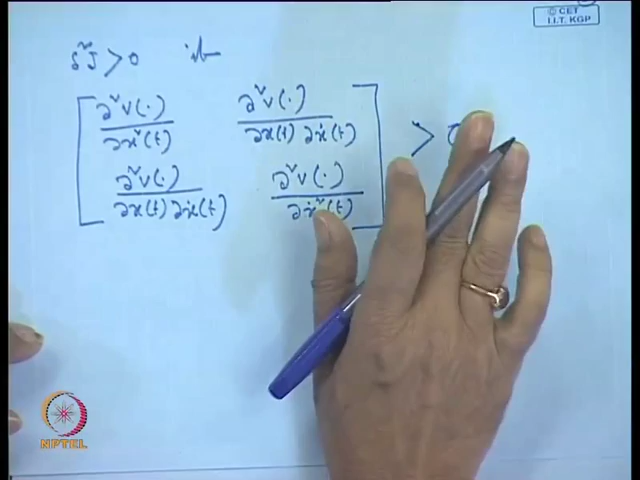 © CET
I.I.T. KGP
δ²J > 0 if
∂²V(·) ∂²V(·)
∂x²(t) ∂x(t) ∂ẋ(t) > 0
∂²V(·) ∂²V(·)
∂x(t) ∂ẋ(t) ∂ẋ²(t)
NPTEL